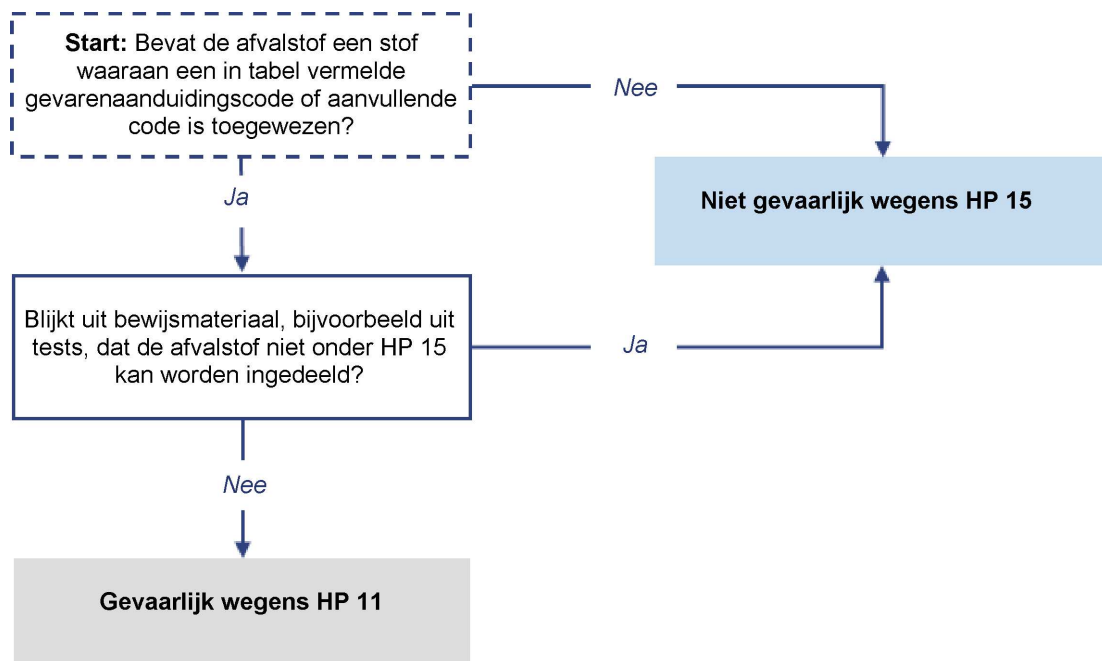 Start: Bevat de afvalstof een stof
waaraan een in tabel vermelde
gevarenaanduidingscode of aanvullende
code is toegewezen?
Nee
Niet gevaarlijk wegens HP 15
Ja
Blijkt uit bewijsmateriaal, bijvoorbeeld uit
tests, dat de afvalstof niet onder HP 15
kan worden ingedeeld?
Ja
Nee
Gevaarlijk wegens HP 11